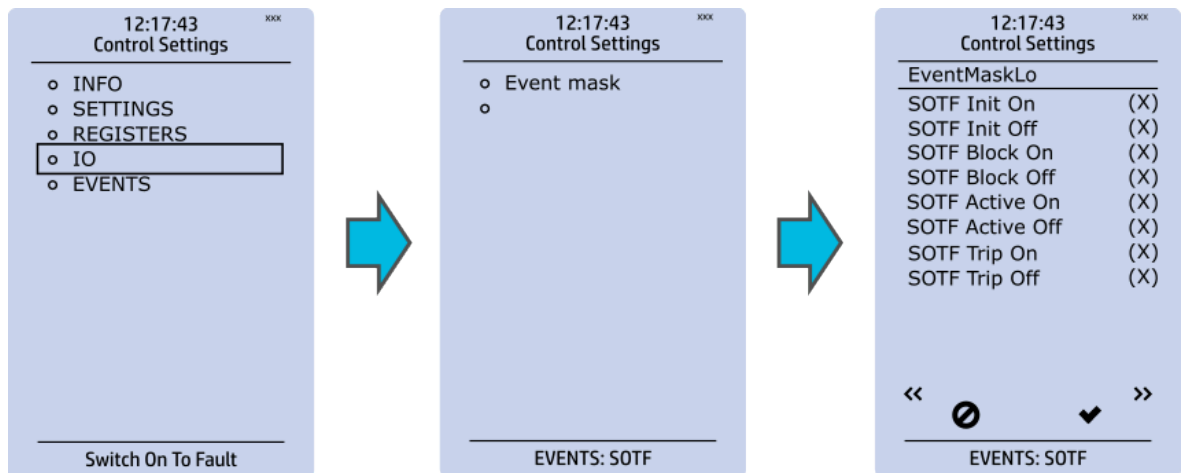 12:17:43 xxx
Control Settings
INFO
SETTINGS
REGISTERS
IO
EVENTS
Switch On To Fault
12:17:43 xxx
Control Settings
Event mask
EVENTS: SOTF
12:17:43 xxx
Control Settings
EventMaskLo
SOTF Init On (X)
SOTF Init Off (X)
SOTF Block On (X)
SOTF Block Off (X)
SOTF Active On (X)
SOTF Active Off (X)
SOTF Trip On (X)
SOTF Trip Off (X)
« »
EVENTS: SOTF